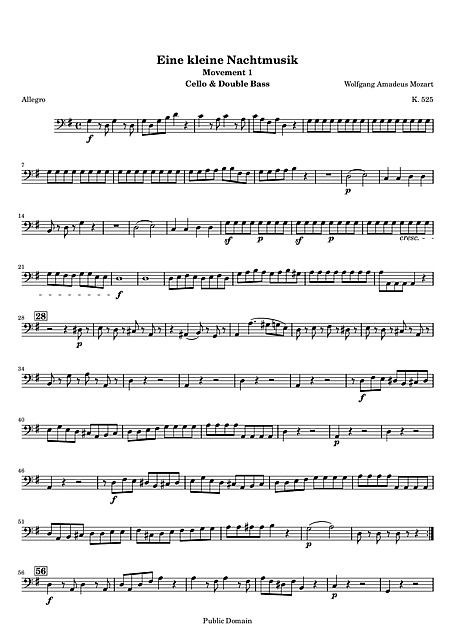 Eine kleine Nachtmusik
Movement 1
Cello & Double Bass
Wolfgang Amadeus Mozart
Allegro
K. 525
f
7
p
14
sf p sf p cresc.
21
f
28
28
p
34
f
40
p
46
f
51
p
56
56
f p f
Public Domain